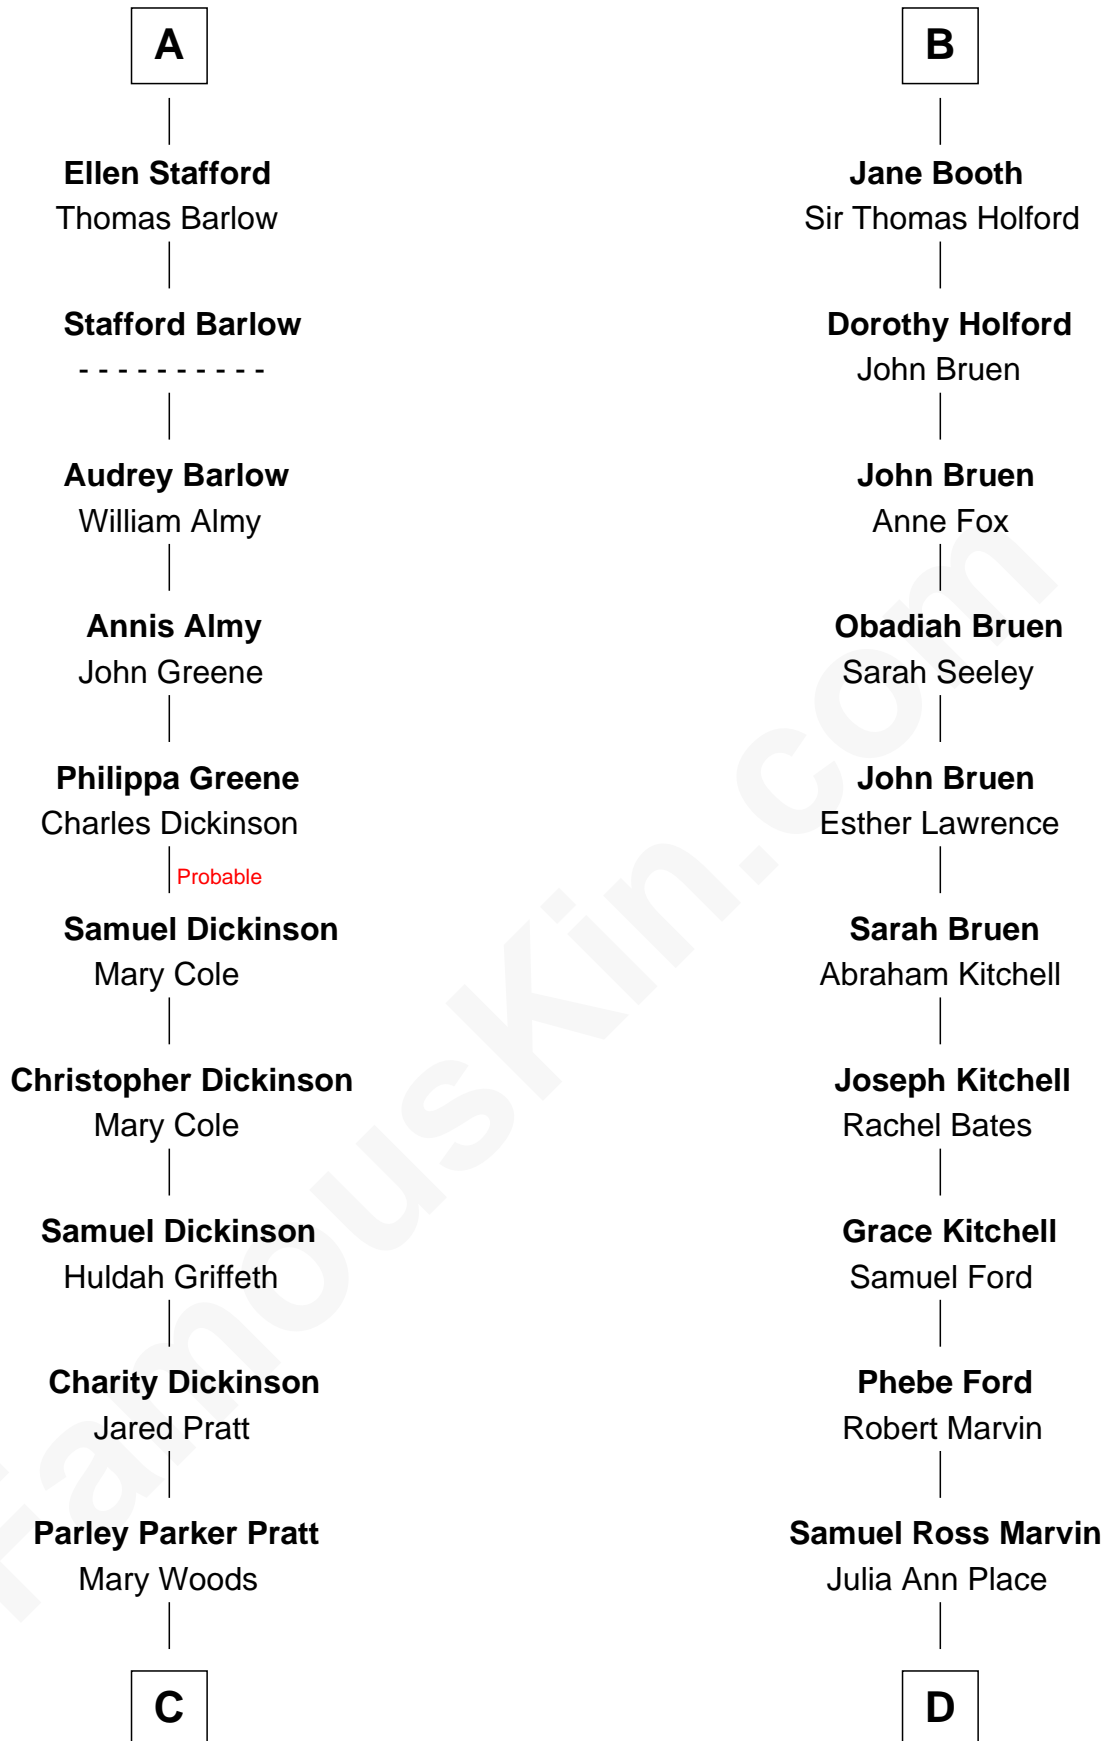 A
Ellen Stafford
Thomas Barlow
Stafford Barlow
- - - - - - - - - -
Audrey Barlow
William Almy
Annis Almy
John Greene
Philippa Greene
Charles Dickinson
Probable
Samuel Dickinson
Mary Cole
Christopher Dickinson
Mary Cole
Samuel Dickinson
Huldah Griffeth
Charity Dickinson
Jared Pratt
Parley Parker Pratt
Mary Woods
C
B
Jane Booth
Sir Thomas Holford
Dorothy Holford
John Bruen
John Bruen
Anne Fox
Obadiah Bruen
Sarah Seeley
John Bruen
Esther Lawrence
Sarah Bruen
Abraham Kitchell
Joseph Kitchell
Rachel Bates
Grace Kitchell
Samuel Ford
Phebe Ford
Robert Marvin
Samuel Ross Marvin
Julia Ann Place
D
FamousKin.com